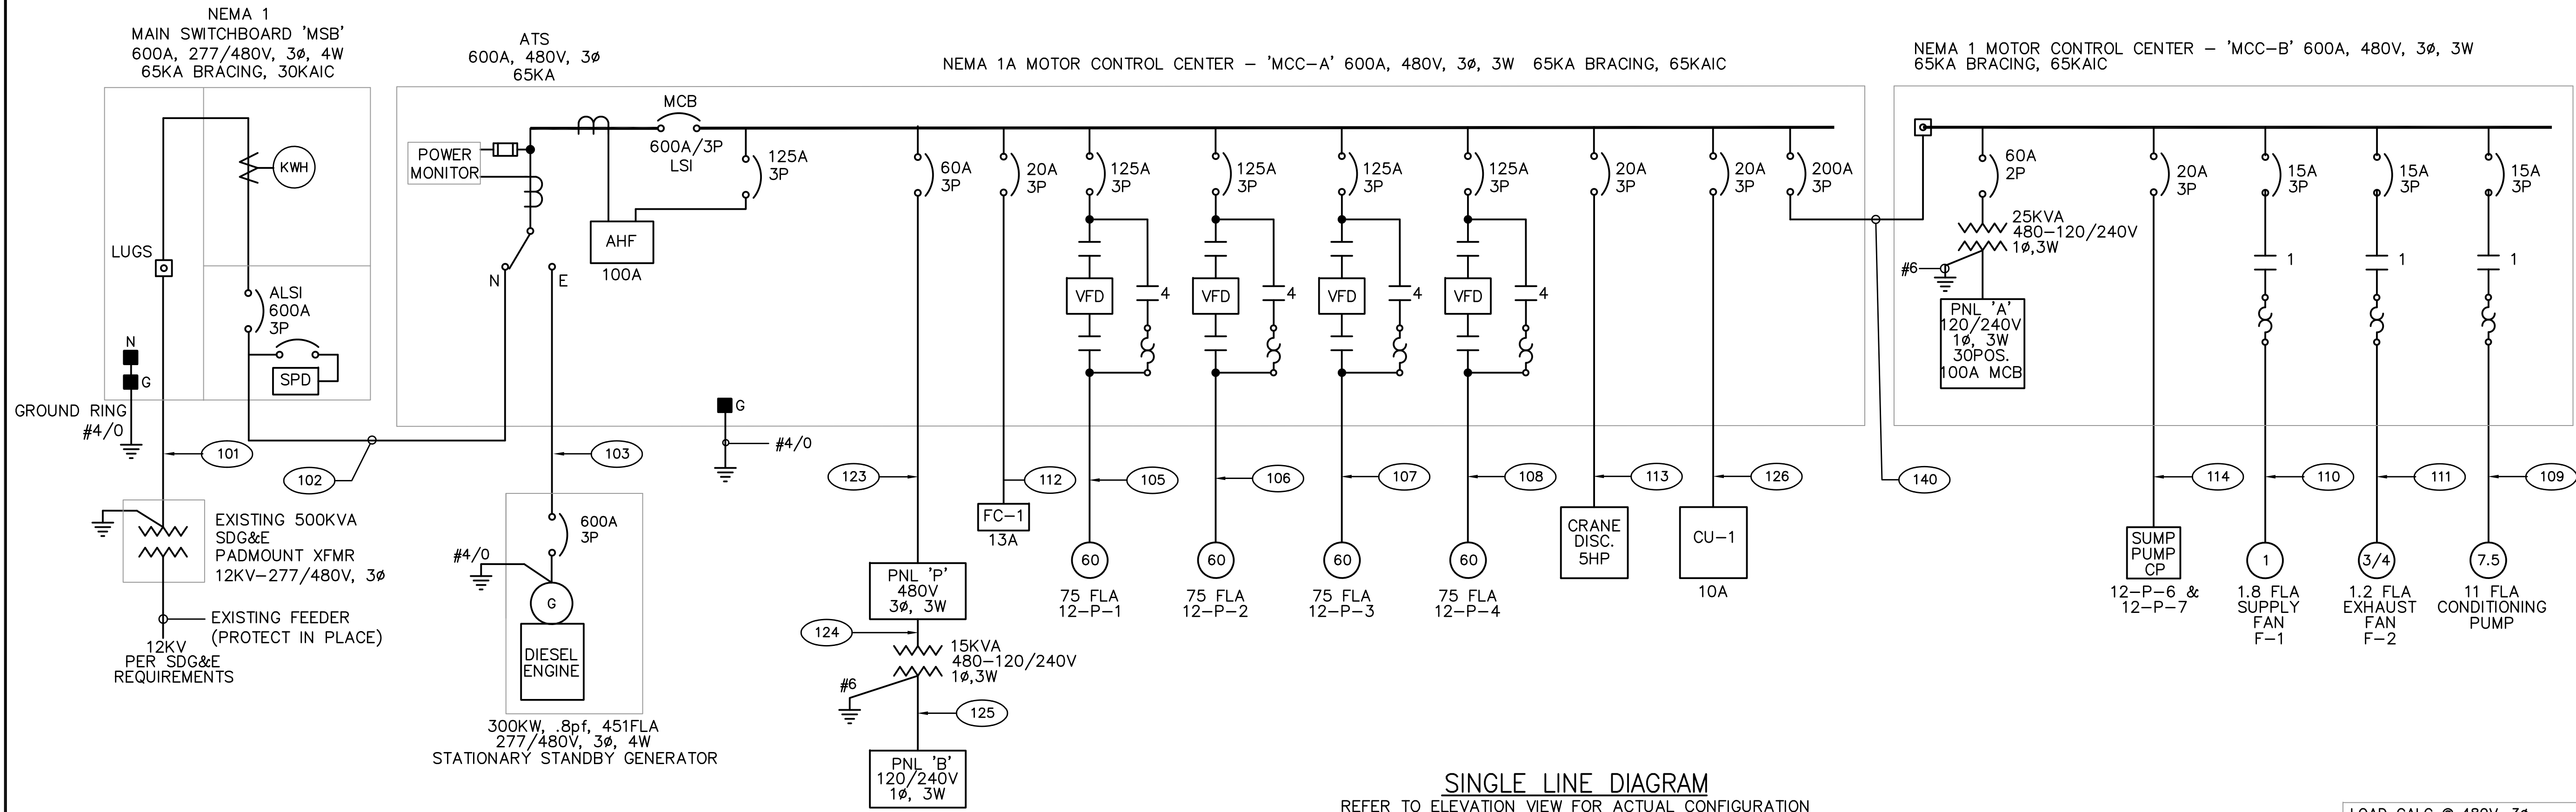 NEMA 1
MAIN SWITCHBOARD 'MSB'
600A, 277/480V, 3ø, 4W
65KA BRACING, 30KAIC
KWH
LUGS
ALSI
600A
3P
SPD
N
G
GROUND RING
#4/0
101
102
EXISTING 500KVA
SDG&E
PADMOUNT XFMR
12KV-277/480V, 3ø
EXISTING FEEDER
(PROTECT IN PLACE)
12KV
PER SDG&E
REQUIREMENTS
ATS
600A, 480V, 3ø
65KA
NEMA 1A MOTOR CONTROL CENTER – 'MCC-A' 600A, 480V, 3ø, 3W 65KA BRACING, 65KAIC
POWER
MONITOR
MCB
600A/3P
LSI
125A
3P
AHF
100A
N
E
G
#4/0
103
600A
3P
#4/0
G
DIESEL
ENGINE
300KW, .8pf, 451FLA
277/480V, 3ø, 4W
STATIONARY STANDBY GENERATOR
60A
3P
123
PNL 'P'
480V
3ø, 3W
124
15KVA
480-120/240V
1ø,3W
#6
125
PNL 'B'
120/240V
1ø, 3W
20A
3P
112
FC-1
13A
125A
3P
VFD
4
105
60
75 FLA
12-P-1
125A
3P
VFD
4
106
60
75 FLA
12-P-2
125A
3P
VFD
4
107
60
75 FLA
12-P-3
125A
3P
VFD
4
108
60
75 FLA
12-P-4
20A
3P
113
CRANE
DISC.
5HP
20A
3P
126
CU-1
10A
200A
3P
140
NEMA 1 MOTOR CONTROL CENTER – 'MCC-B' 600A, 480V, 3ø, 3W
65KA BRACING, 65KAIC
60A
2P
25KVA
480-120/240V
1ø,3W
#6
PNL 'A'
120/240V
1ø, 3W
30POS.
100A MCB
20A
3P
114
SUMP
PUMP
CP
12-P-6 &
12-P-7
15A
3P
1
110
1
1.8 FLA
SUPPLY
FAN
F-1
15A
3P
1
111
3/4
1.2 FLA
EXHAUST
FAN
F-2
15A
3P
1
109
7.5
11 FLA
CONDITIONING
PUMP
SINGLE LINE DIAGRAM
REFER TO ELEVATION VIEW FOR ACTUAL CONFIGURATION
LOAD CALC @ 480V, 3ø